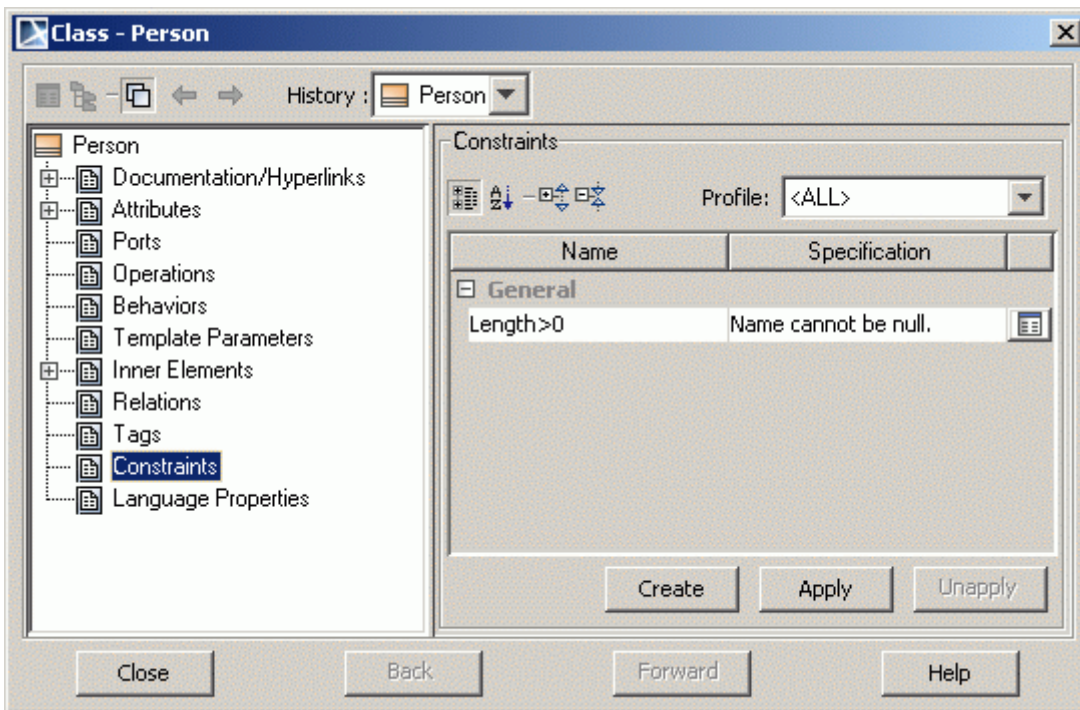 Class - Person
History : Person
Person
Documentation/Hyperlinks
Attributes
Ports
Operations
Behaviors
Template Parameters
Inner Elements
Relations
Tags
Constraints
Language Properties
Constraints
Profile: <ALL>
Name Specification
General
Length>0 Name cannot be null.
Create Apply Unapply
Close Back Forward Help